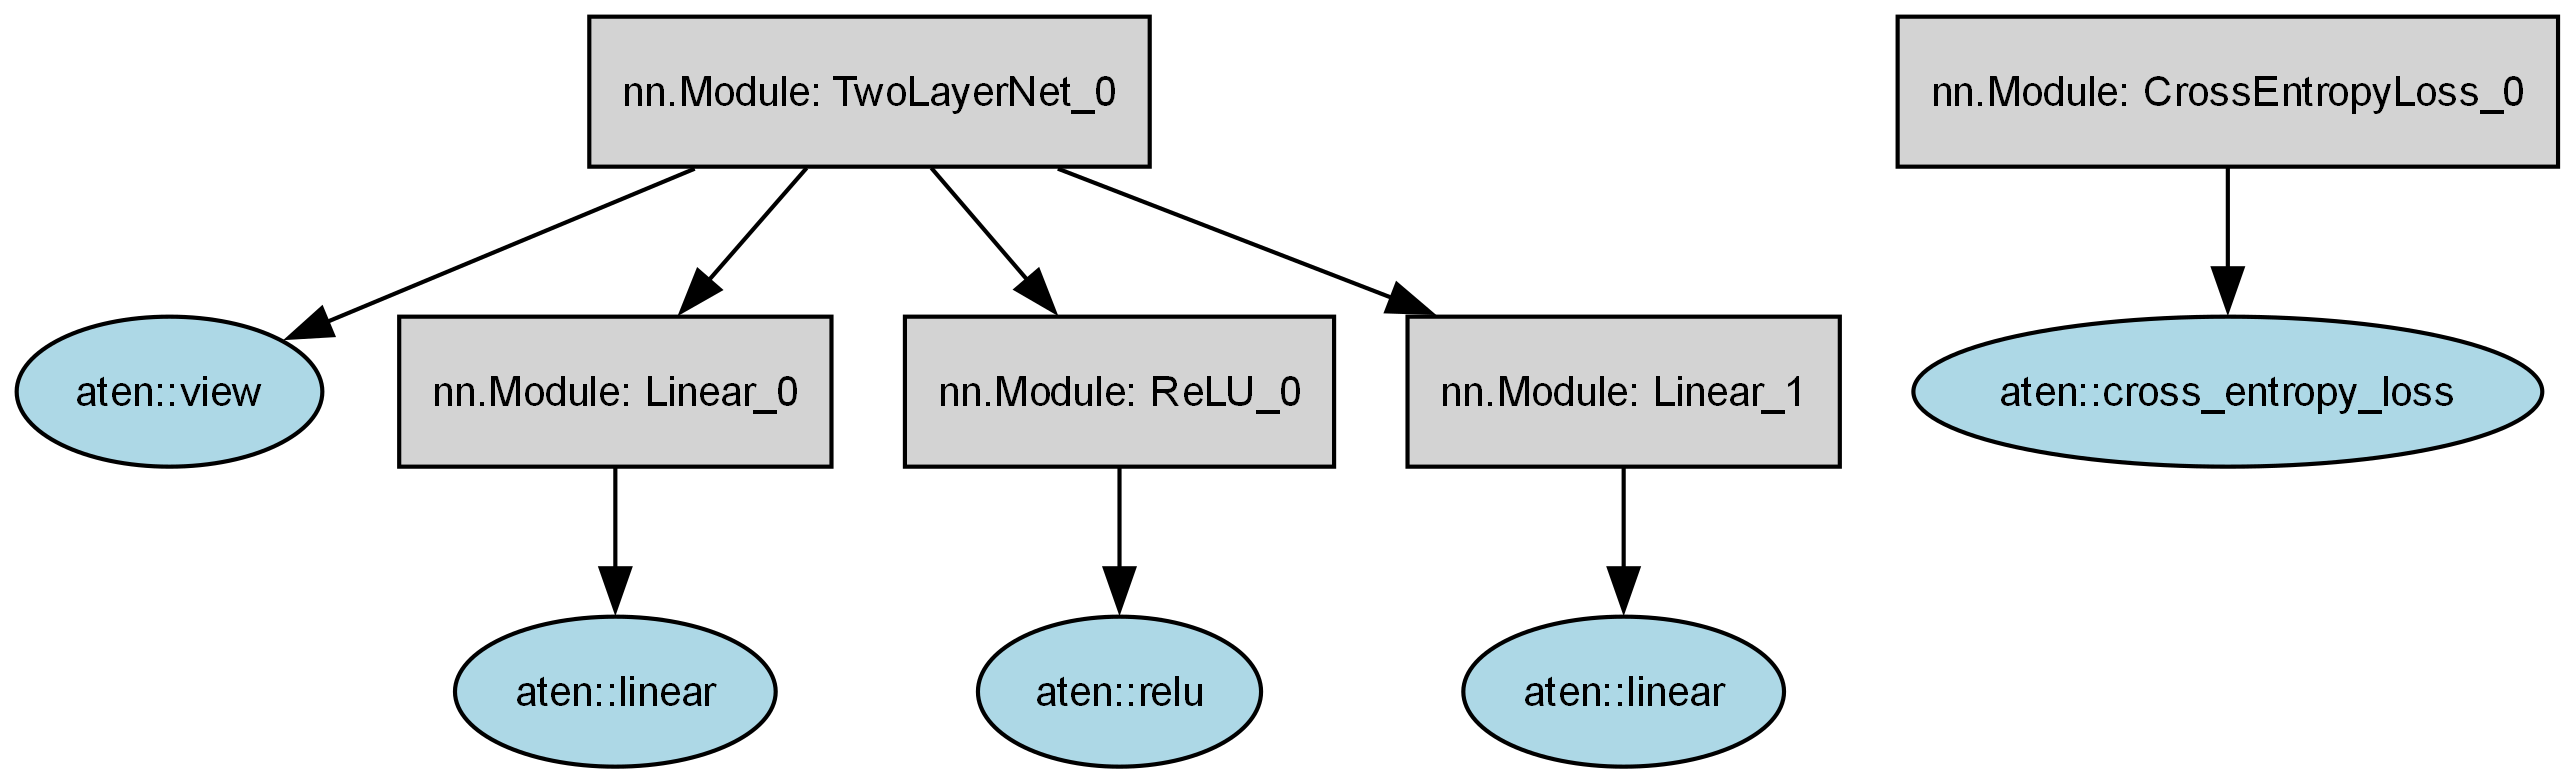 nn.Module: TwoLayerNet_0
nn.Module: CrossEntropyLoss_0
aten::view
nn.Module: Linear_0
nn.Module: ReLU_0
nn.Module: Linear_1
aten::cross_entropy_loss
aten::linear
aten::relu
aten::linear